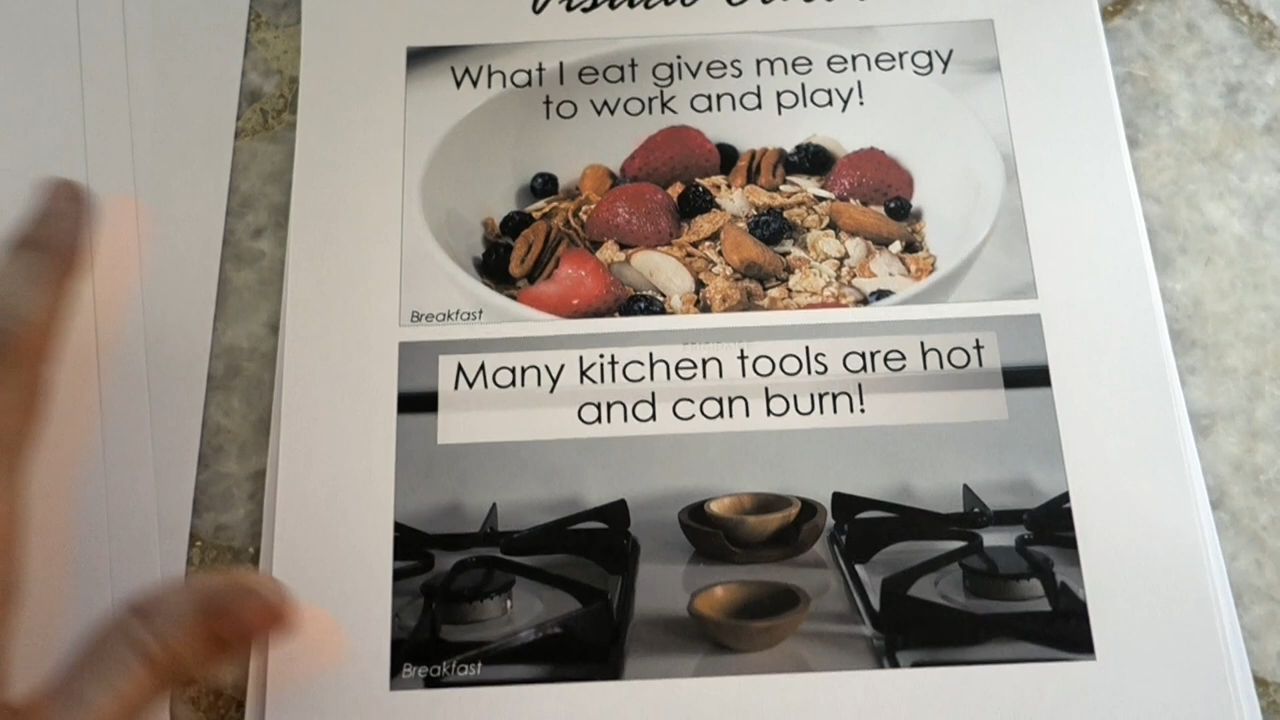 What I eat gives me energy
to work and play!
Breakfast
Many kitchen tools are hot
and can burn!
Breakfast